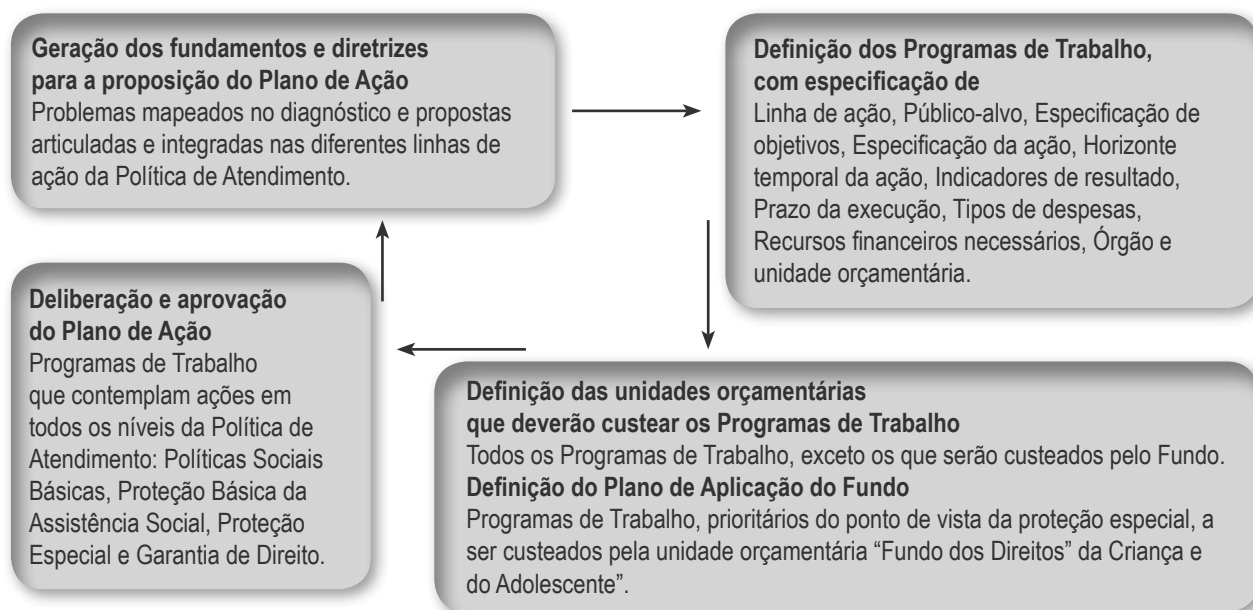 Geração dos fundamentos e diretrizes
para a proposição do Plano de Ação
Problemas mapeados no diagnóstico e propostas
articuladas e integradas nas diferentes linhas de
ação da Política de Atendimento.
Definição dos Programas de Trabalho,
com especificação de
Linha de ação, Público-alvo, Especificação de
objetivos, Especificação da ação, Horizonte
temporal da ação, Indicadores de resultado,
Prazo da execução, Tipos de despesas,
Recursos financeiros necessários, Órgão e
unidade orçamentária.
Definição das unidades orçamentárias
que deverão custear os Programas de Trabalho
Todos os Programas de Trabalho, exceto os que serão custeados pelo Fundo.
Definição do Plano de Aplicação do Fundo
Programas de Trabalho, prioritários do ponto de vista da proteção especial, a
ser custeados pela unidade orçamentária “Fundo dos Direitos” da Criança e
do Adolescente”.
Deliberação e aprovação
do Plano de Ação
Programas de Trabalho
que contemplam ações em
todos os níveis da Política de
Atendimento: Políticas Sociais
Básicas, Proteção Básica da
Assistência Social, Proteção
Especial e Garantia de Direito.